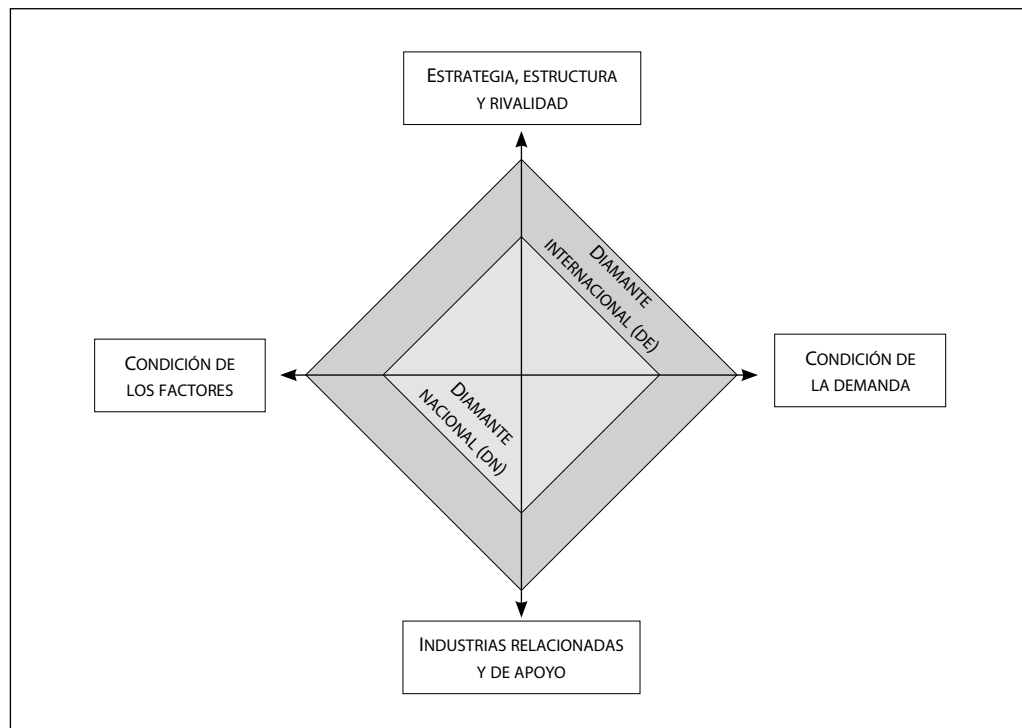 ESTRATEGIA, ESTRUCTURA
Y RIVALIDAD
DIAMANTE
INTERNACIONAL (DE)
CONDICIÓN DE
LOS FACTORES
CONDICIÓN DE
LA DEMANDA
DIAMANTE
NACIONAL (DN)
INDUSTRIAS RELACIONADAS
Y DE APOYO